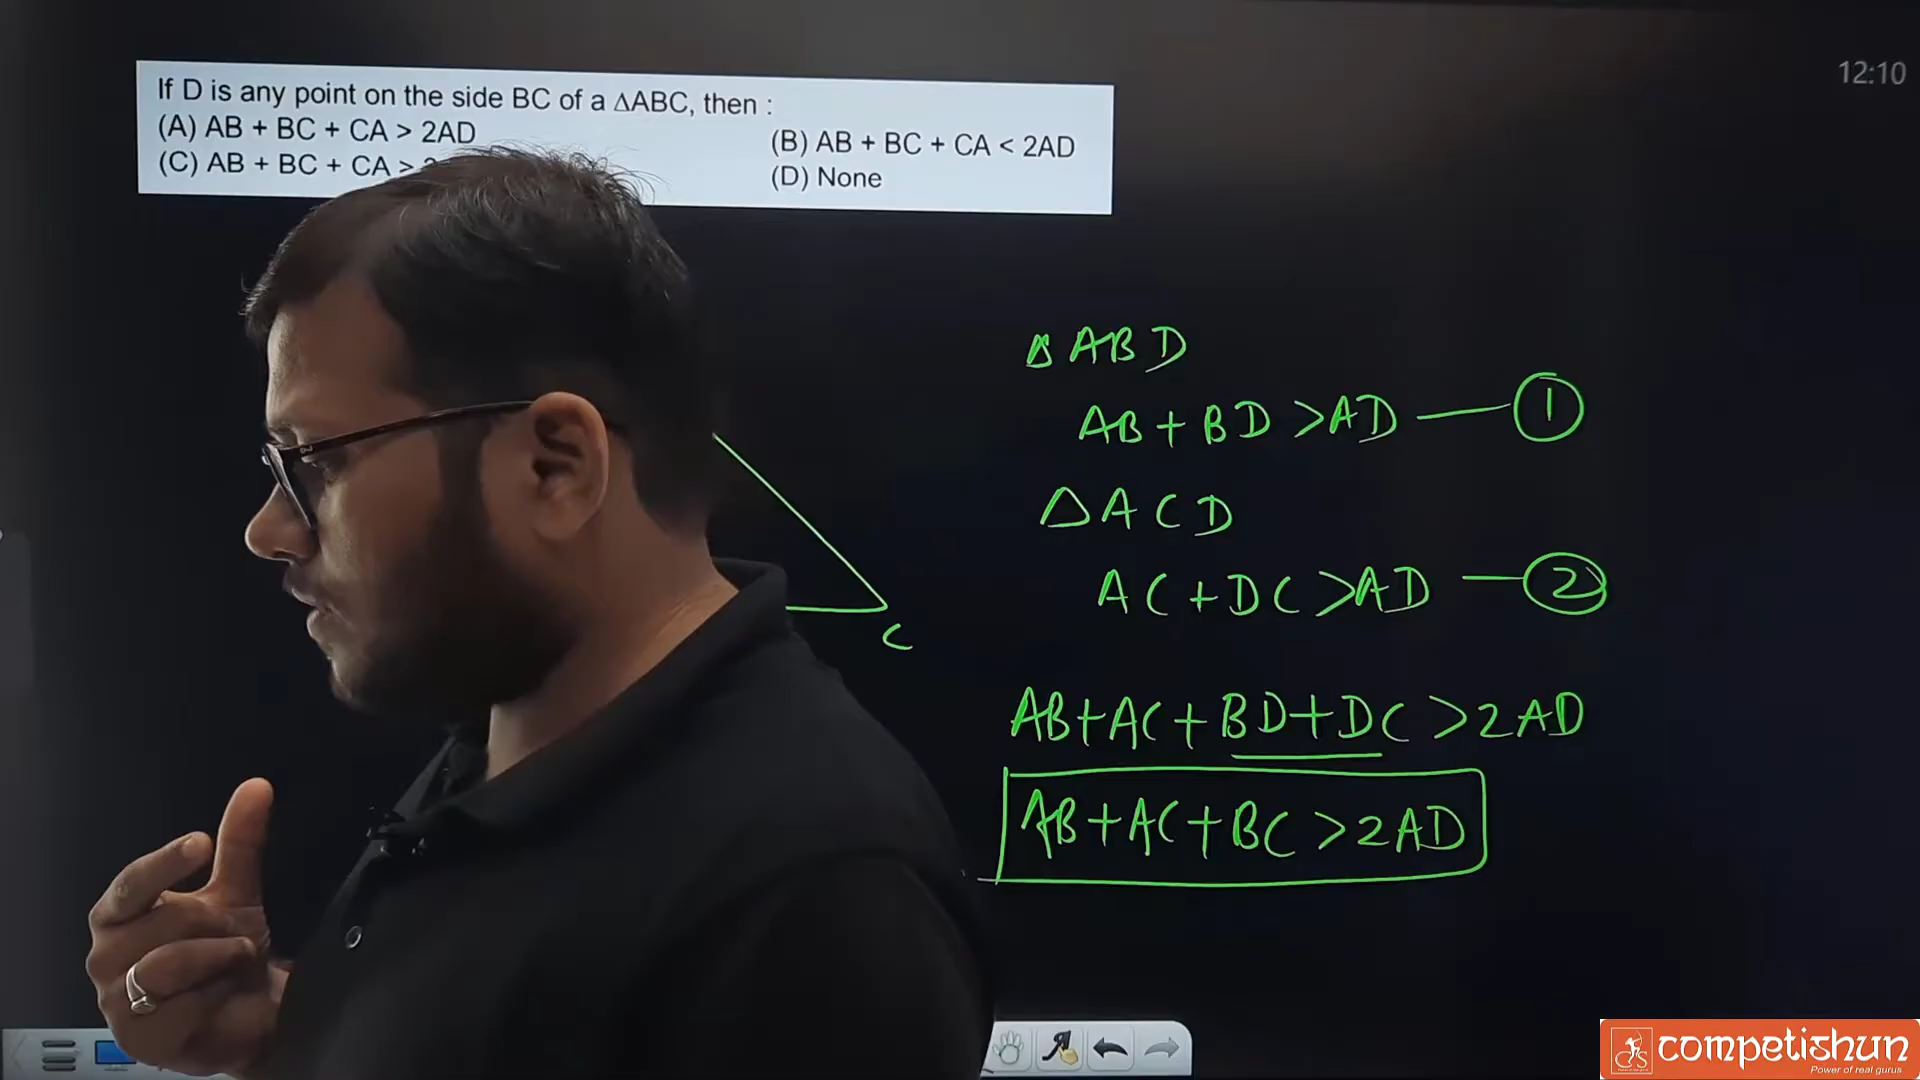 12:10
If D is any point on the side BC of a ΔABC, then :
(A) AB + BC + CA > 2AD
(B) AB + BC + CA < 2AD
(C) AB + BC + CA >
(D) None
Δ ABD
AB + BD > AD — 1
Δ ACD
AC + DC > AD — 2
C
AB + AC + BD + DC > 2AD
AB + AC + BC > 2AD
competishun
Power of real gurus